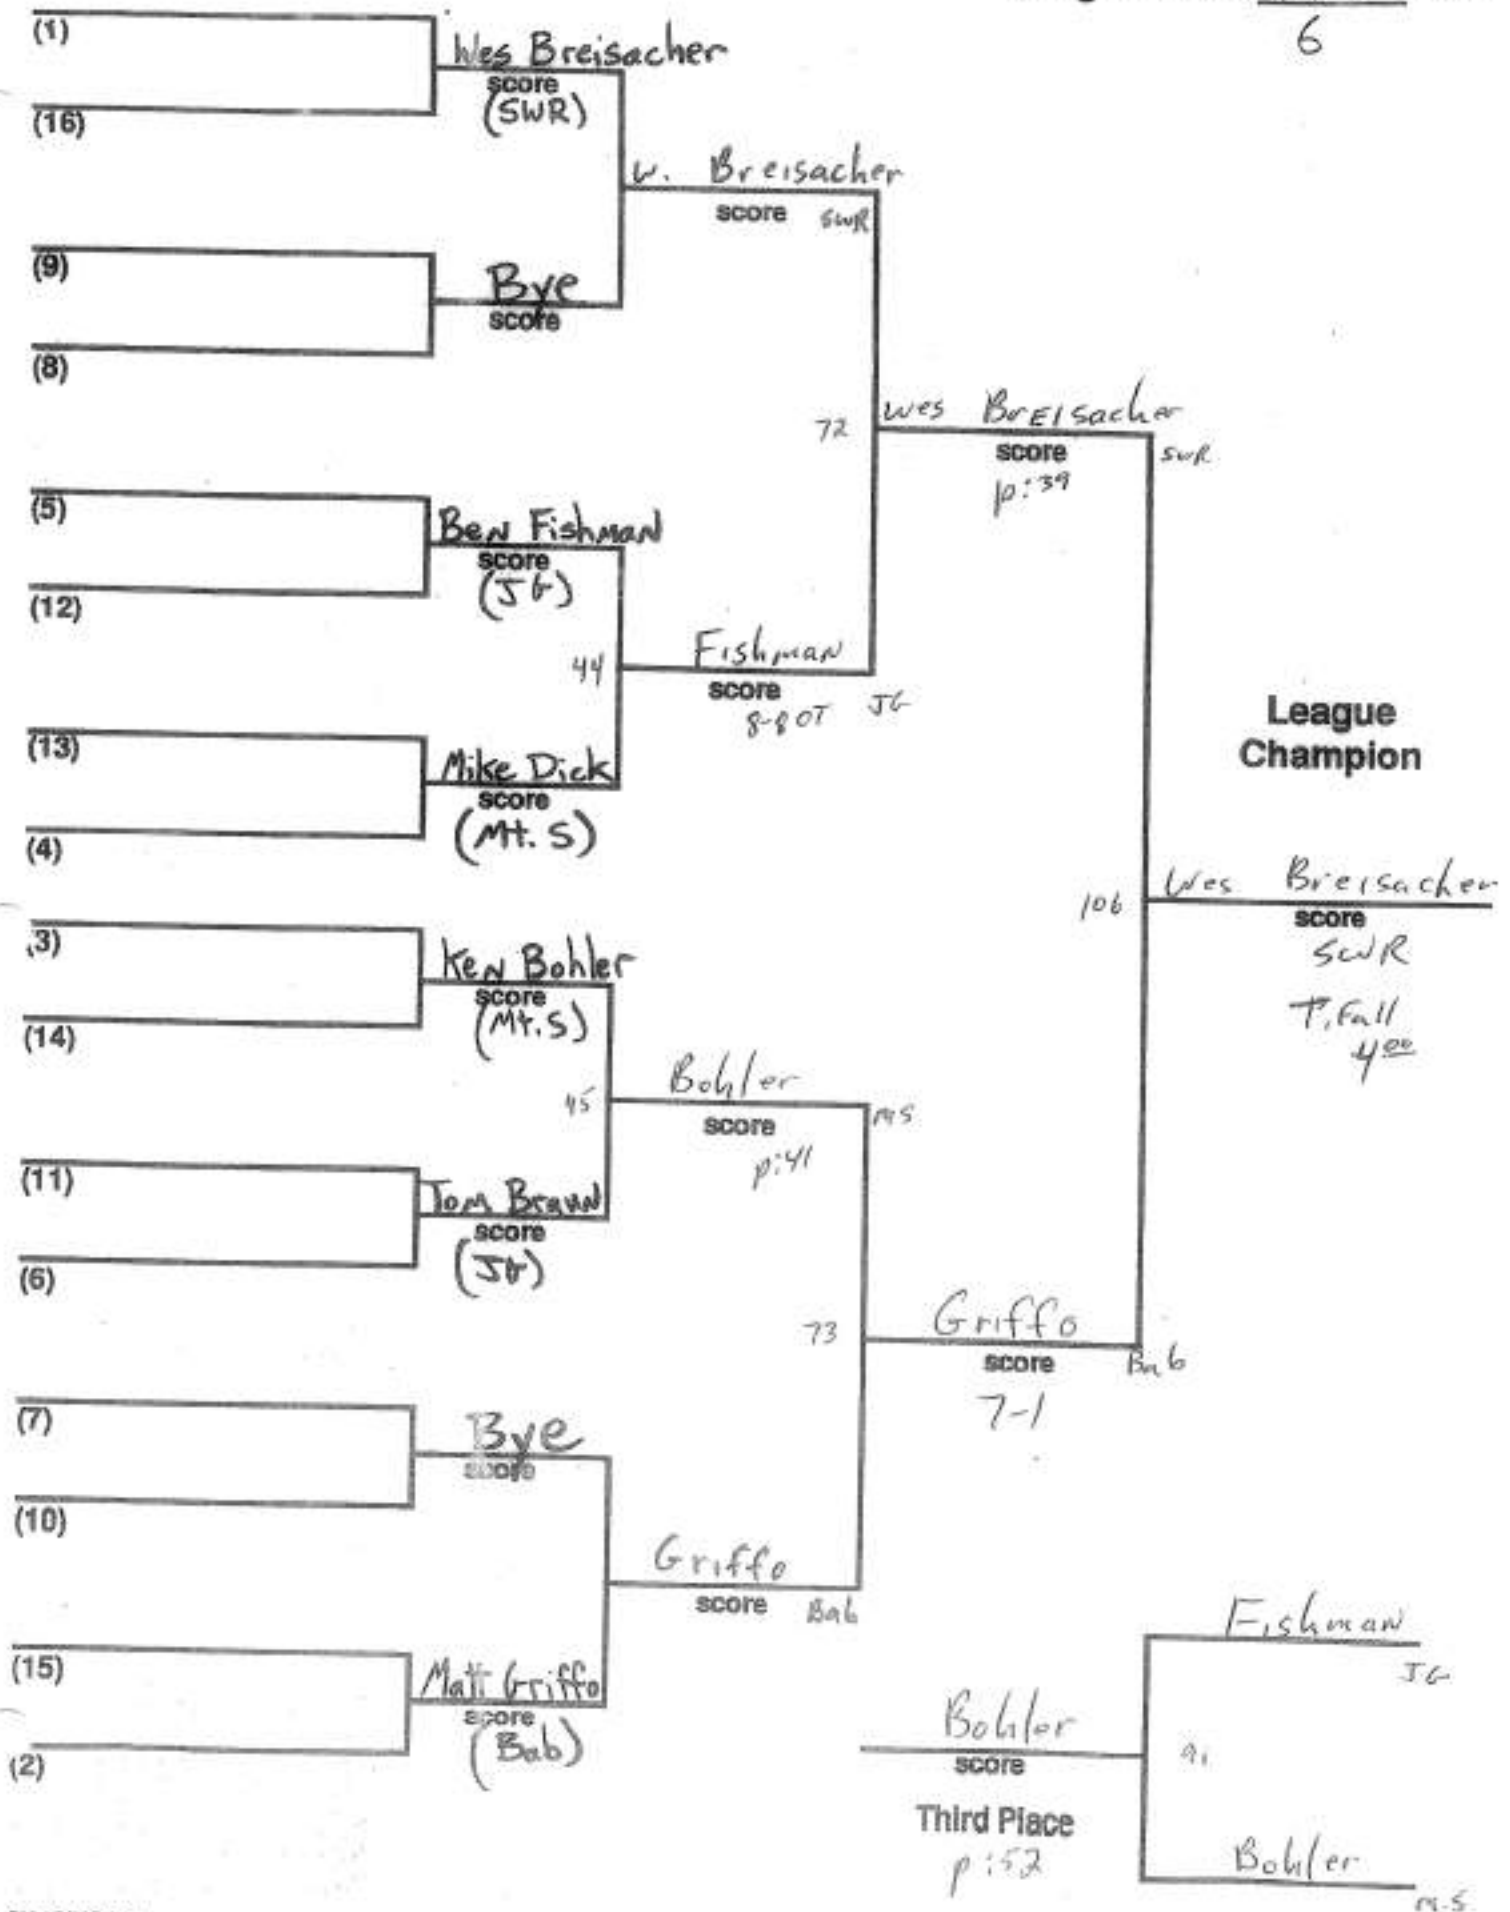 6
(1)
Wes Breisacher
score
(SWR)
(16)
W. Breisacher
score SWR
(9)
Bye
score
(8)
Wes Breisacher
72
score SWR
p:39
(5)
Ben Fishman
score
(JG)
(12)
Fishman
44
score
8-8 OT JG
(13)
Mike Dick
score
(Mt. S)
(4)
League
Champion
Wes Breisacher
106
score
SWR
T. Fall
4:00
3)
Ken Bohler
score
(Mt. S)
(14)
Bohler
45
score MS
p:41
(11)
Tom Braun
score
(JG)
(6)
Griffo
73
score Bab
7-1
(7)
Bye
score
(10)
Griffo
score Bab
(15)
Matt Griffo
score
(Bab)
(2)
Fishman
JG
Bohler
score
91
Third Place
p:52
Bohler
M.S.